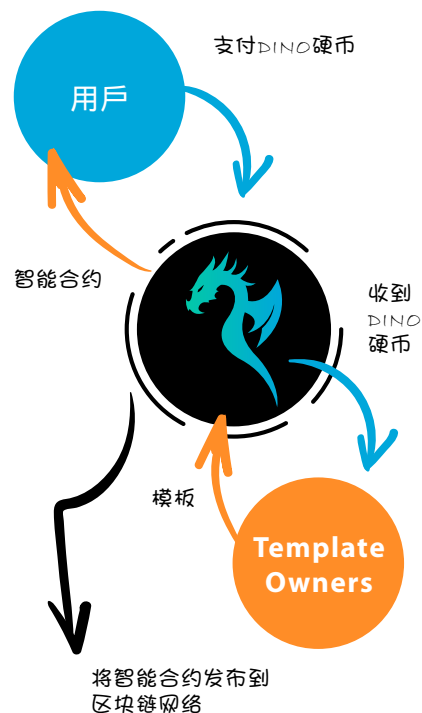 支付DINO硬币
用戶
智能合约
收到
DINO
硬币
模板
Template
Owners
将智能合约发布到
区块链网络